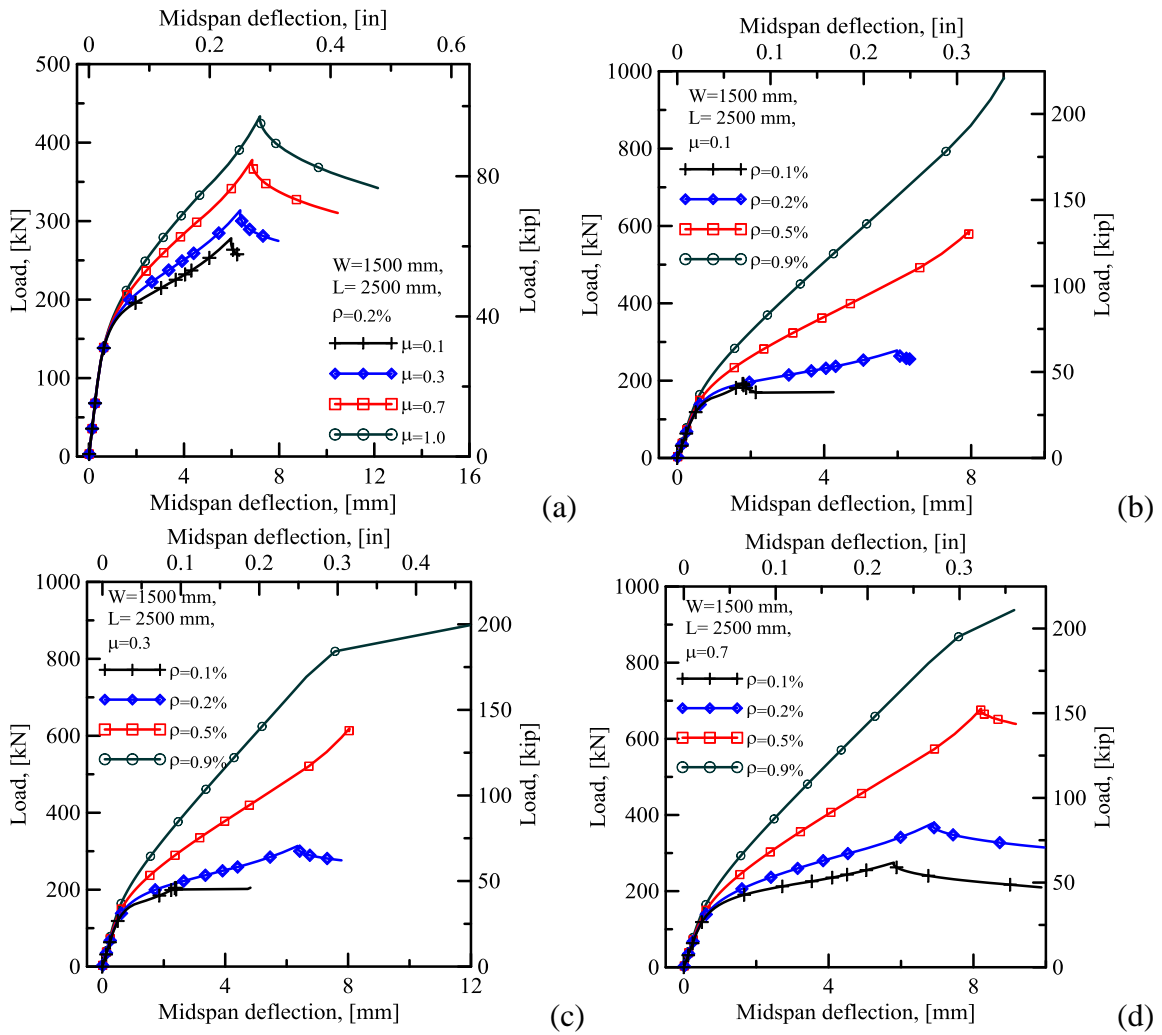 Midspan deflection, [in]
0 0.2 0.4 0.6
500
400
300
200
100
0
Load, [kN]
80
40
0
Load, [kip]
W=1500 mm,
L= 2500 mm,
ρ=0.2%
μ=0.1
μ=0.3
μ=0.7
μ=1.0
0 4 8 12 16
Midspan deflection, [mm]
(a)
Midspan deflection, [in]
0 0.1 0.2 0.3
1000
800
600
400
200
0
Load, [kN]
200
150
100
50
0
Load, [kip]
W=1500 mm,
L= 2500 mm,
μ=0.1
ρ=0.1%
ρ=0.2%
ρ=0.5%
ρ=0.9%
0 4 8
Midspan deflection, [mm]
(b)
Midspan deflection, [in]
0 0.1 0.2 0.3 0.4
1000
800
600
400
200
0
Load, [kN]
200
150
100
50
0
Load, [kip]
W=1500 mm,
L= 2500 mm,
μ=0.3
ρ=0.1%
ρ=0.2%
ρ=0.5%
ρ=0.9%
0 4 8 12
Midspan deflection, [mm]
(c)
Midspan deflection, [in]
0 0.1 0.2 0.3
1000
800
600
400
200
0
Load, [kN]
200
150
100
50
0
Load, [kip]
W=1500 mm,
L= 2500 mm,
μ=0.7
ρ=0.1%
ρ=0.2%
ρ=0.5%
ρ=0.9%
0 4 8
Midspan deflection, [mm]
(d)